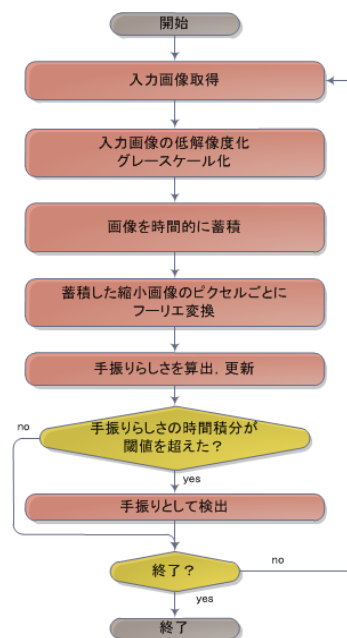 開始
入力画像取得
入力画像の低解像度化
グレースケール化
画像を時間的に蓄積
蓄積した縮小画像のピクセルごとに
フーリエ変換
手振りらしさを算出，更新
no
手振りらしさの時間積分が
閾値を超えた？
yes
手振りとして検出
終了？
no
yes
終了